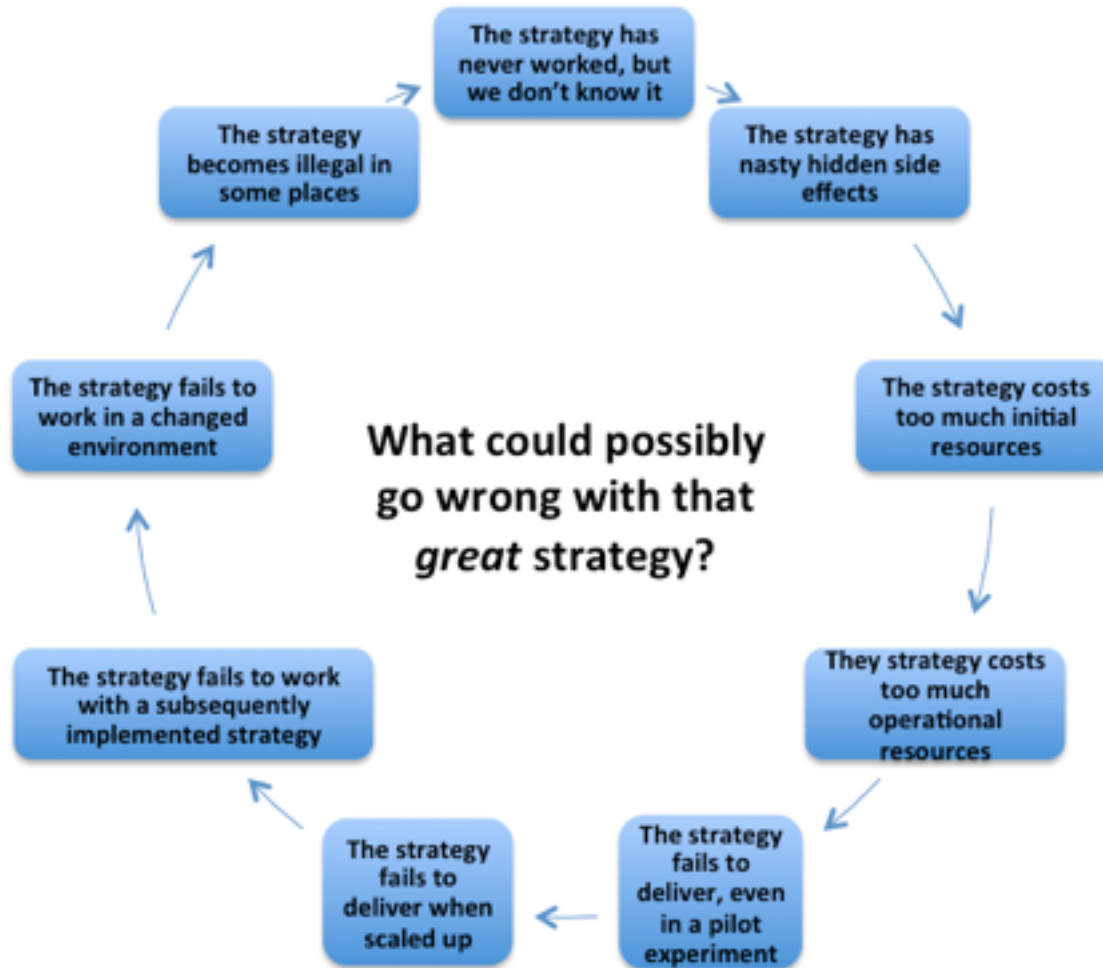 The strategy has
never worked, but
we don't know it
The strategy has
nasty hidden side
effects
The strategy costs
too much initial
resources
They strategy costs
too much
operational
resources
The strategy
fails to
deliver, even
in a pilot
experiment
The strategy
fails to
deliver when
scaled up
The strategy fails to work
with a subsequently
implemented strategy
The strategy fails to
work in a changed
environment
The strategy
becomes illegal in
some places
What could possibly
go wrong with that
great strategy?